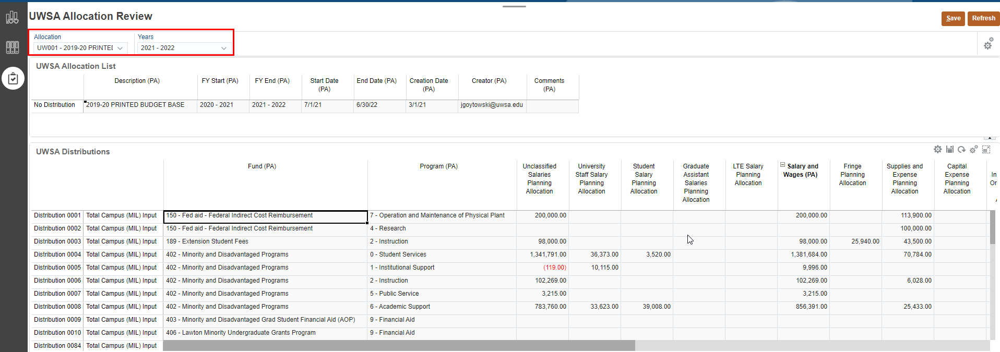 UWSA Allocation Review
Save Refresh
Allocation Years
UW001 - 2019-20 PRINTE 2021 - 2022
UWSA Allocation List
Description (PA) FY Start (PA) FY End (PA) Start Date (PA) End Date (PA) Creation Date (PA) Creator (PA) Comments (PA)
No Distribution 2019-20 PRINTED BUDGET BASE 2020 - 2021 2021 - 2022 7/1/21 6/30/22 3/1/21 jgoytowski@uwsa.edu
UWSA Distributions
Fund (PA) Program (PA) Unclassified Salaries Planning Allocation University Staff Salary Planning Allocation Student Salary Planning Allocation Graduate Assistant Salaries Planning Allocation LTE Salary Planning Allocation Salary and Wages (PA) Fringe Planning Allocation Supplies and Expense Planning Allocation Capital Expense Planning Allocation In Or
Distribution 0001 Total Campus (MIL) Input 150 - Fed aid - Federal Indirect Cost Reimbursement 7 - Operation and Maintenance of Physical Plant 200,000.00 200,000.00 113,900.00
Distribution 0002 Total Campus (MIL) Input 150 - Fed aid - Federal Indirect Cost Reimbursement 4 - Research 100,000.00
Distribution 0003 Total Campus (MIL) Input 189 - Extension Student Fees 2 - Instruction 98,000.00 98,000.00 25,940.00 43,500.00
Distribution 0004 Total Campus (MIL) Input 402 - Minority and Disadvantaged Programs 0 - Student Services 1,341,791.00 36,373.00 3,520.00 1,381,684.00 70,784.00
Distribution 0005 Total Campus (MIL) Input 402 - Minority and Disadvantaged Programs 1 - Institutional Support (119.00) 10,115.00 9,996.00
Distribution 0006 Total Campus (MIL) Input 402 - Minority and Disadvantaged Programs 2 - Instruction 102,269.00 102,269.00 6,028.00
Distribution 0007 Total Campus (MIL) Input 402 - Minority and Disadvantaged Programs 5 - Public Service 3,215.00 3,215.00
Distribution 0008 Total Campus (MIL) Input 402 - Minority and Disadvantaged Programs 6 - Academic Support 783,760.00 33,623.00 39,008.00 856,391.00 25,433.00
Distribution 0009 Total Campus (MIL) Input 403 - Minority and Disadvantaged Grad Student Financial Aid (AOP) 9 - Financial Aid
Distribution 0010 Total Campus (MIL) Input 406 - Lawton Minority Undergraduate Grants Program 9 - Financial Aid
Distribution 0084 Total Campus (MIL) Input